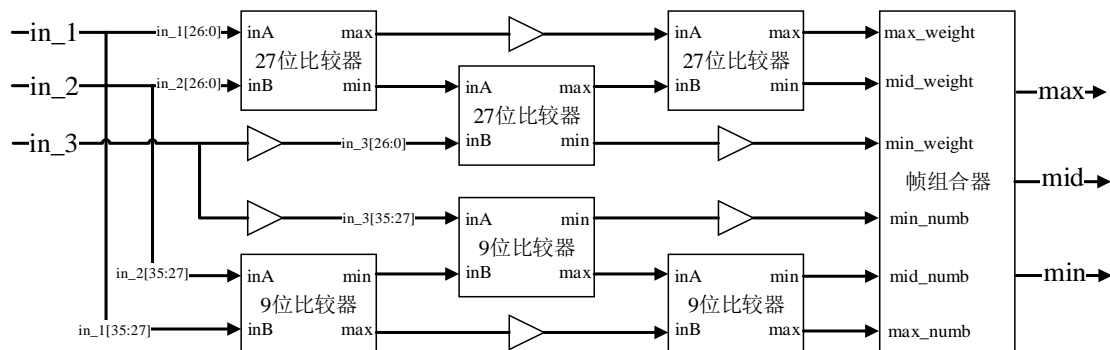 in_1 in_1[26:0] inA max inA max max_weight
27位比较器 27位比较器
in_2 in_2[26:0] inB min inA max inB min mid_weight max
27位比较器
in_3 in_3[26:0] inB min min_weight
帧组合器 mid
in_3[35:27] inA min min_numb
9位比较器
in_2[35:27] inA min inB max inA min mid_numb min
9位比较器 9位比较器
in_1[35:27] inB max inB max max_numb